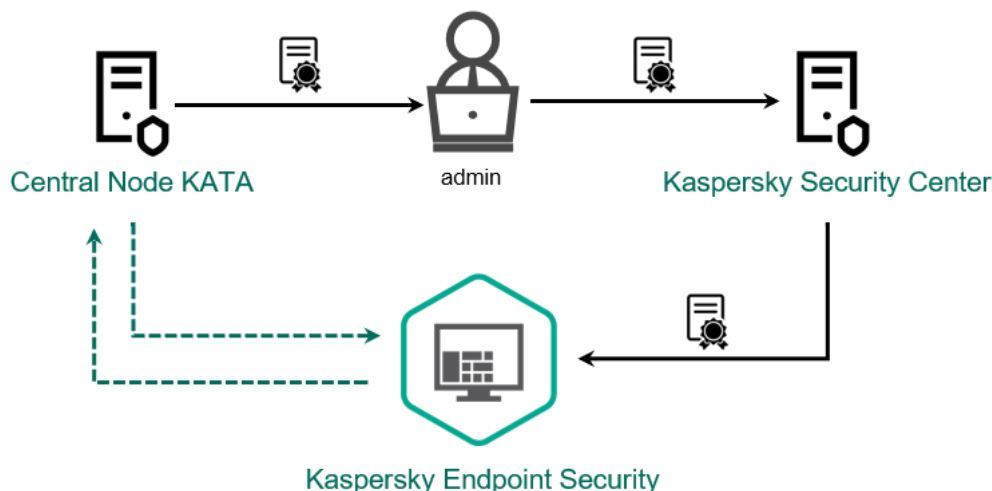 Central Node KATA
admin
Kaspersky Security Center
Kaspersky Endpoint Security